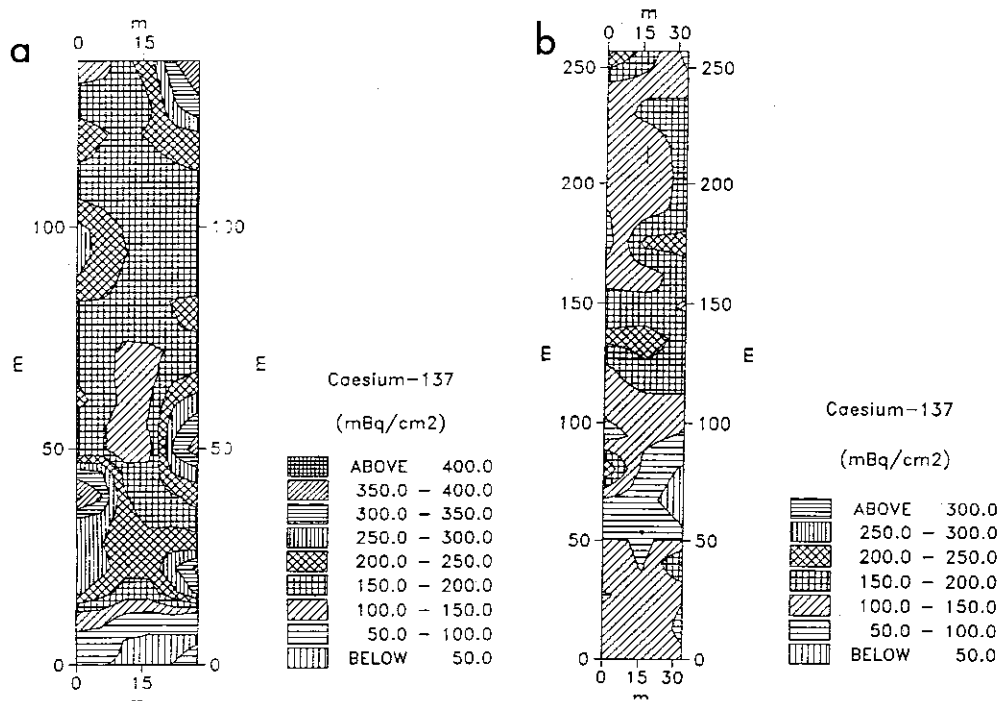 a
m
0 15
100
m
50
0
50
0
m
15
m
Caesium-137
(mBq/cm2)
ABOVE 400.0
350.0 - 400.0
300.0 - 350.0
250.0 - 300.0
200.0 - 250.0
150.0 - 200.0
100.0 - 150.0
50.0 - 100.0
BELOW 50.0
b
m
0 15 30
250 250
200 200
150 150
m m
100 100
50 50
0 0
0 15 30
m
Caesium-137
(mBq/cm2)
ABOVE 300.0
250.0 - 300.0
200.0 - 250.0
150.0 - 200.0
100.0 - 150.0
50.0 - 100.0
BELOW 50.0